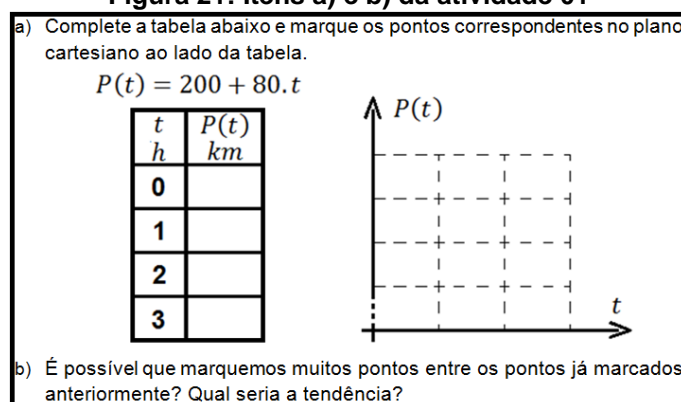 Figura 21: Itens a) e b) da atividade 01
a) Complete a tabela abaixo e marque os pontos correspondentes no plano
cartesiano ao lado da tabela.
P(t) = 200 + 80.t
t P(t)
h km
0
1
2
3
P(t)
t
b) É possível que marquemos muitos pontos entre os pontos já marcados
anteriormente? Qual seria a tendência?